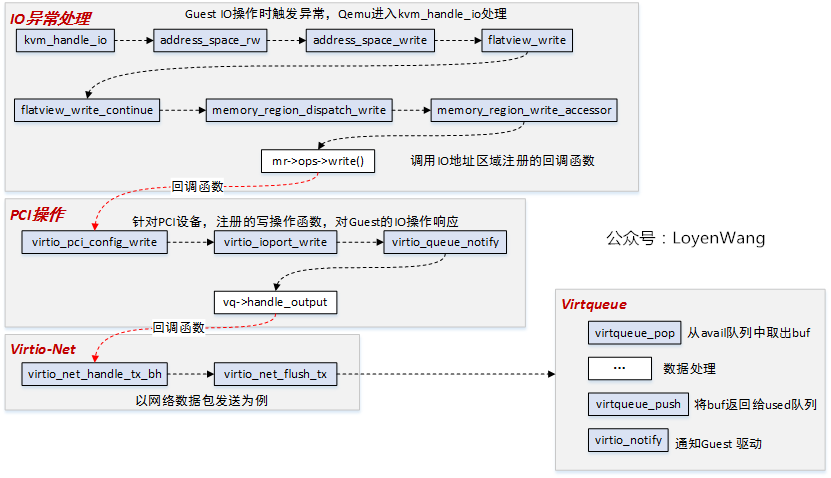 IO异常处理
Guest IO操作时触发异常，Qemu进入kvm_handle_io处理
kvm_handle_io
address_space_rw
address_space_write
flatview_write
flatview_write_continue
memory_region_dispatch_write
memory_region_write_accessor
mr->ops->write()
调用IO地址区域注册的回调函数
回调函数
PCI操作
针对PCI设备，注册的写操作函数，对Guest的IO操作响应
virtio_pci_config_write
virtio_ioport_write
virtio_queue_notify
vq->handle_output
回调函数
公众号：LoyenWang
Virtio-Net
virtio_net_handle_tx_bh
virtio_net_flush_tx
以网络数据包发送为例
Virtqueue
virtqueue_pop 从avail队列中取出buf
... 数据处理
virtqueue_push 将buf返回给used队列
virtio_notify 通知Guest 驱动